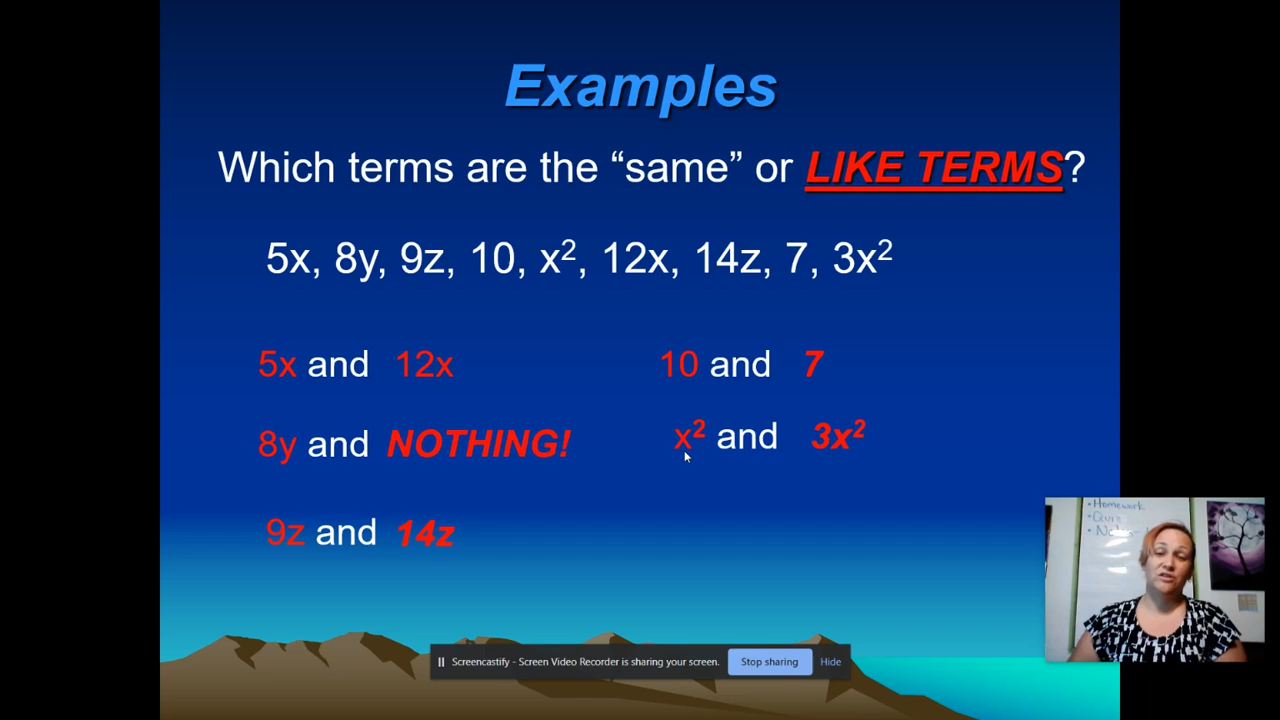 Examples
Which terms are the “same” or LIKE TERMS?
5x, 8y, 9z, 10, x², 12x, 14z, 7, 3x²
5x and 12x
10 and 7
8y and NOTHING!
x² and 3x²
9z and 14z
• Homework
• Quiz
Screencastify - Screen Video Recorder is sharing your screen.
Stop sharing
Hide